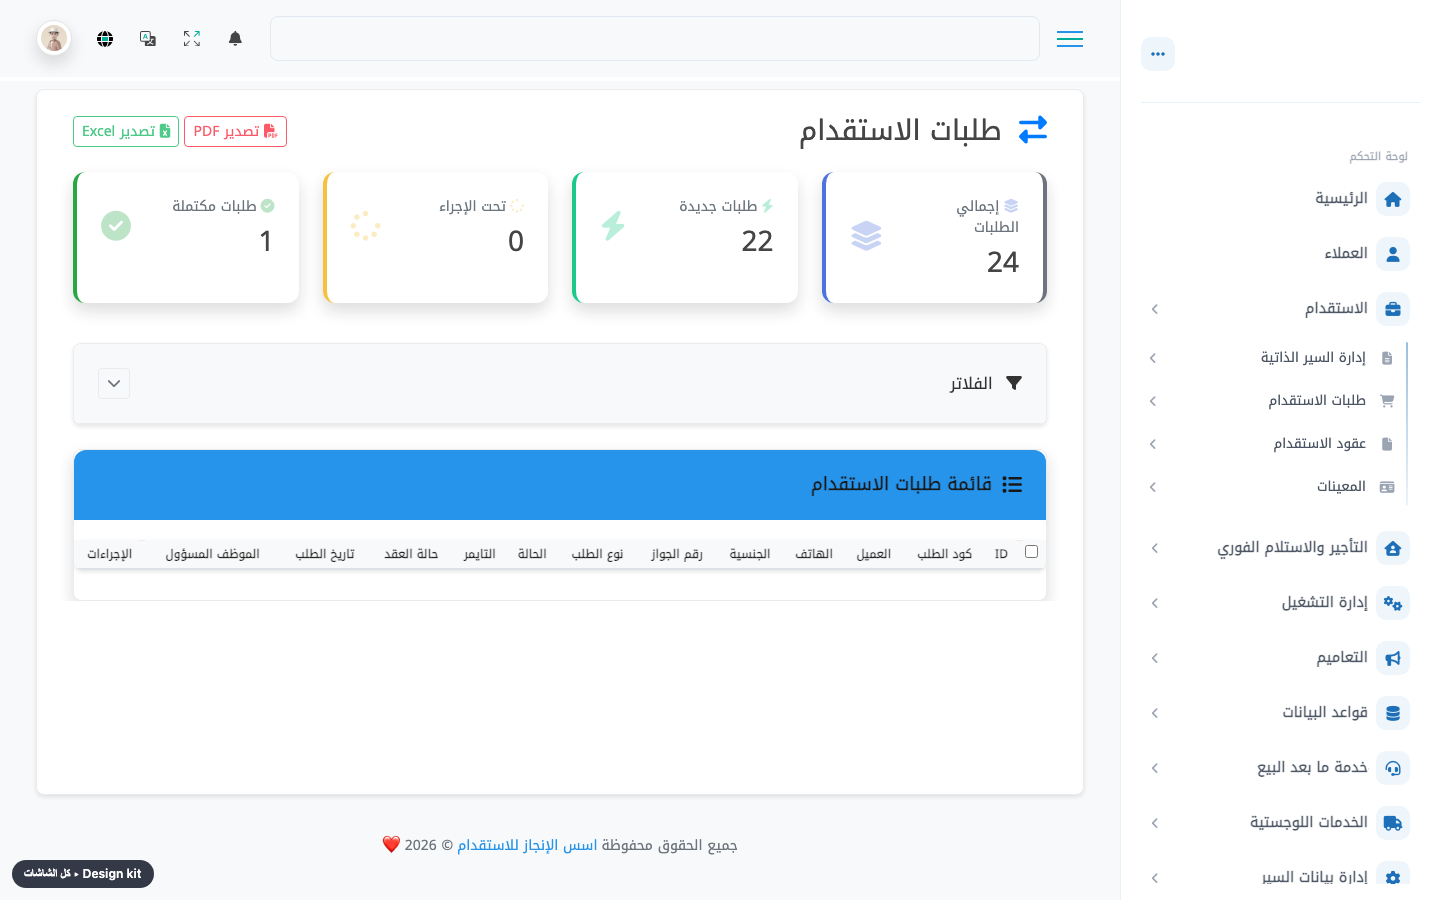 طلبات الاستقدام
تصدير PDF
تصدير Excel
إجمالي الطلبات
24
طلبات جديدة
22
تحت الإجراء
0
طلبات مكتملة
1
الفلاتر
قائمة طلبات الاستقدام
ID كود الطلب العميل الهاتف الجنسية رقم الجواز نوع الطلب الحالة التايمر حالة العقد تاريخ الطلب الموظف المسؤول الإجراءات
جميع الحقوق محفوظة اسس الإنجاز للاستقدام © 2026 ❤️
Design kit ▸ كل الشاشات
لوحة التحكم
الرئيسية
العملاء
الاستقدام
إدارة السير الذاتية
طلبات الاستقدام
عقود الاستقدام
المعينات
التأجير والاستلام الفوري
إدارة التشغيل
التعاميم
قواعد البيانات
خدمة ما بعد البيع
الخدمات اللوجستية
إدارة بيانات السير